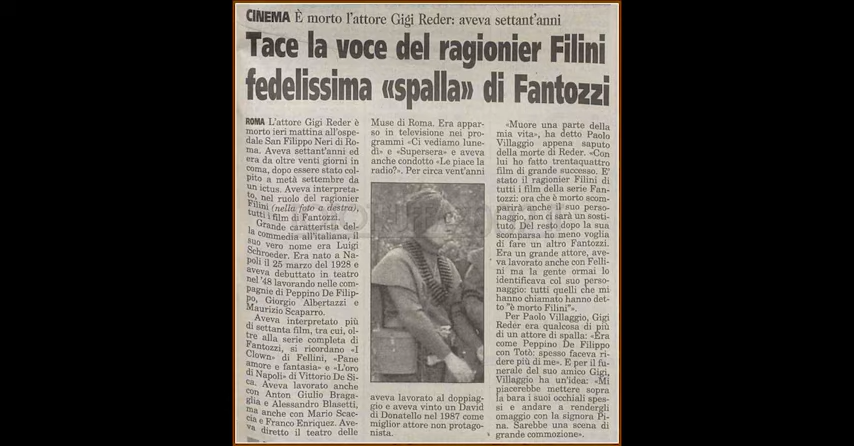 CINEMA È morto l'attore Gigi Reder: aveva settant'anni
Tace la voce del ragionier Filini
fedelissima «spalla» di Fantozzi
ROMA L'attore Gigi Reder è
morto ieri mattina all'ospe-
dale San Filippo Neri di Ro-
ma. Aveva settant'anni ed
era da oltre venti giorni in
coma, dopo essere stato col-
pito a metà settembre da
un ictus. Aveva interpreta-
to, nel ruolo del ragionier
Filini (nella foto a destra),
tutti i film di Fantozzi.
Grande caratterista del-
la commedia all'italiana, il
suo vero nome era Luigi
Schroeder. Era nato a Na-
poli il 25 marzo del 1928 e
aveva debuttato in teatro
nel '48 lavorando nelle com-
pagnie di Peppino De Filip-
po, Giorgio Albertazzi e
Maurizio Scaparro.
Aveva interpretato più
di settanta film, tra cui, ol-
tre alla serie completa di
Fantozzi, si ricordano «I
Clown» di Fellini, «Pane
amore e fantasia» e «L'oro
di Napoli» di Vittorio De Si-
ca. Aveva lavorato anche
con Anton Giulio Braga-
glia e Alessandro Blasetti,
ma anche con Mario Scac-
cia e Franco Enriquez. Ave-
va diretto il teatro delle
Muse di Roma. Era appar-
so in televisione nei pro-
grammi «Ci vediamo lune-
dì» e «Supersera» e aveva
anche condotto «Le piace la
radio?». Per circa vent'anni
aveva lavorato al doppiag-
gio e aveva vinto un David
di Donatello nel 1987 come
miglior attore non protago-
nista.
«Muore una parte della
mia vita», ha detto Paolo
Villaggio appena saputo
della morte di Reder. «Con
lui ho fatto trentaquattro
film di grande successo. E'
stato il ragionier Filini di
tutti i film della serie Fan-
tozzi: ora che è morto scom-
parirà anche il suo perso-
naggio, non ci sarà un sosti-
tuto. Del resto dopo la sua
scomparsa ho meno voglia
di fare un altro Fantozzi.
Era un grande attore, ave-
va lavorato anche con Felli-
ni ma la gente ormai lo
identificava col suo perso-
naggio: tutti quelli che mi
hanno chiamato hanno det-
to "è morto Filini"».
Per Paolo Villaggio, Gigi
Reder era qualcosa di più
di un attore di spalla: «Era
come Peppino De Filippo
con Totò: spesso faceva ri-
dere più di me». E per il fu-
nerale del suo amico Gigi,
Villaggio ha un'idea: «Mi
piacerebbe mettere sopra
la bara i suoi occhiali spes-
si e andare a rendergli
omaggio con la signora Pi-
na. Sarebbe una scena di
grande commozione».